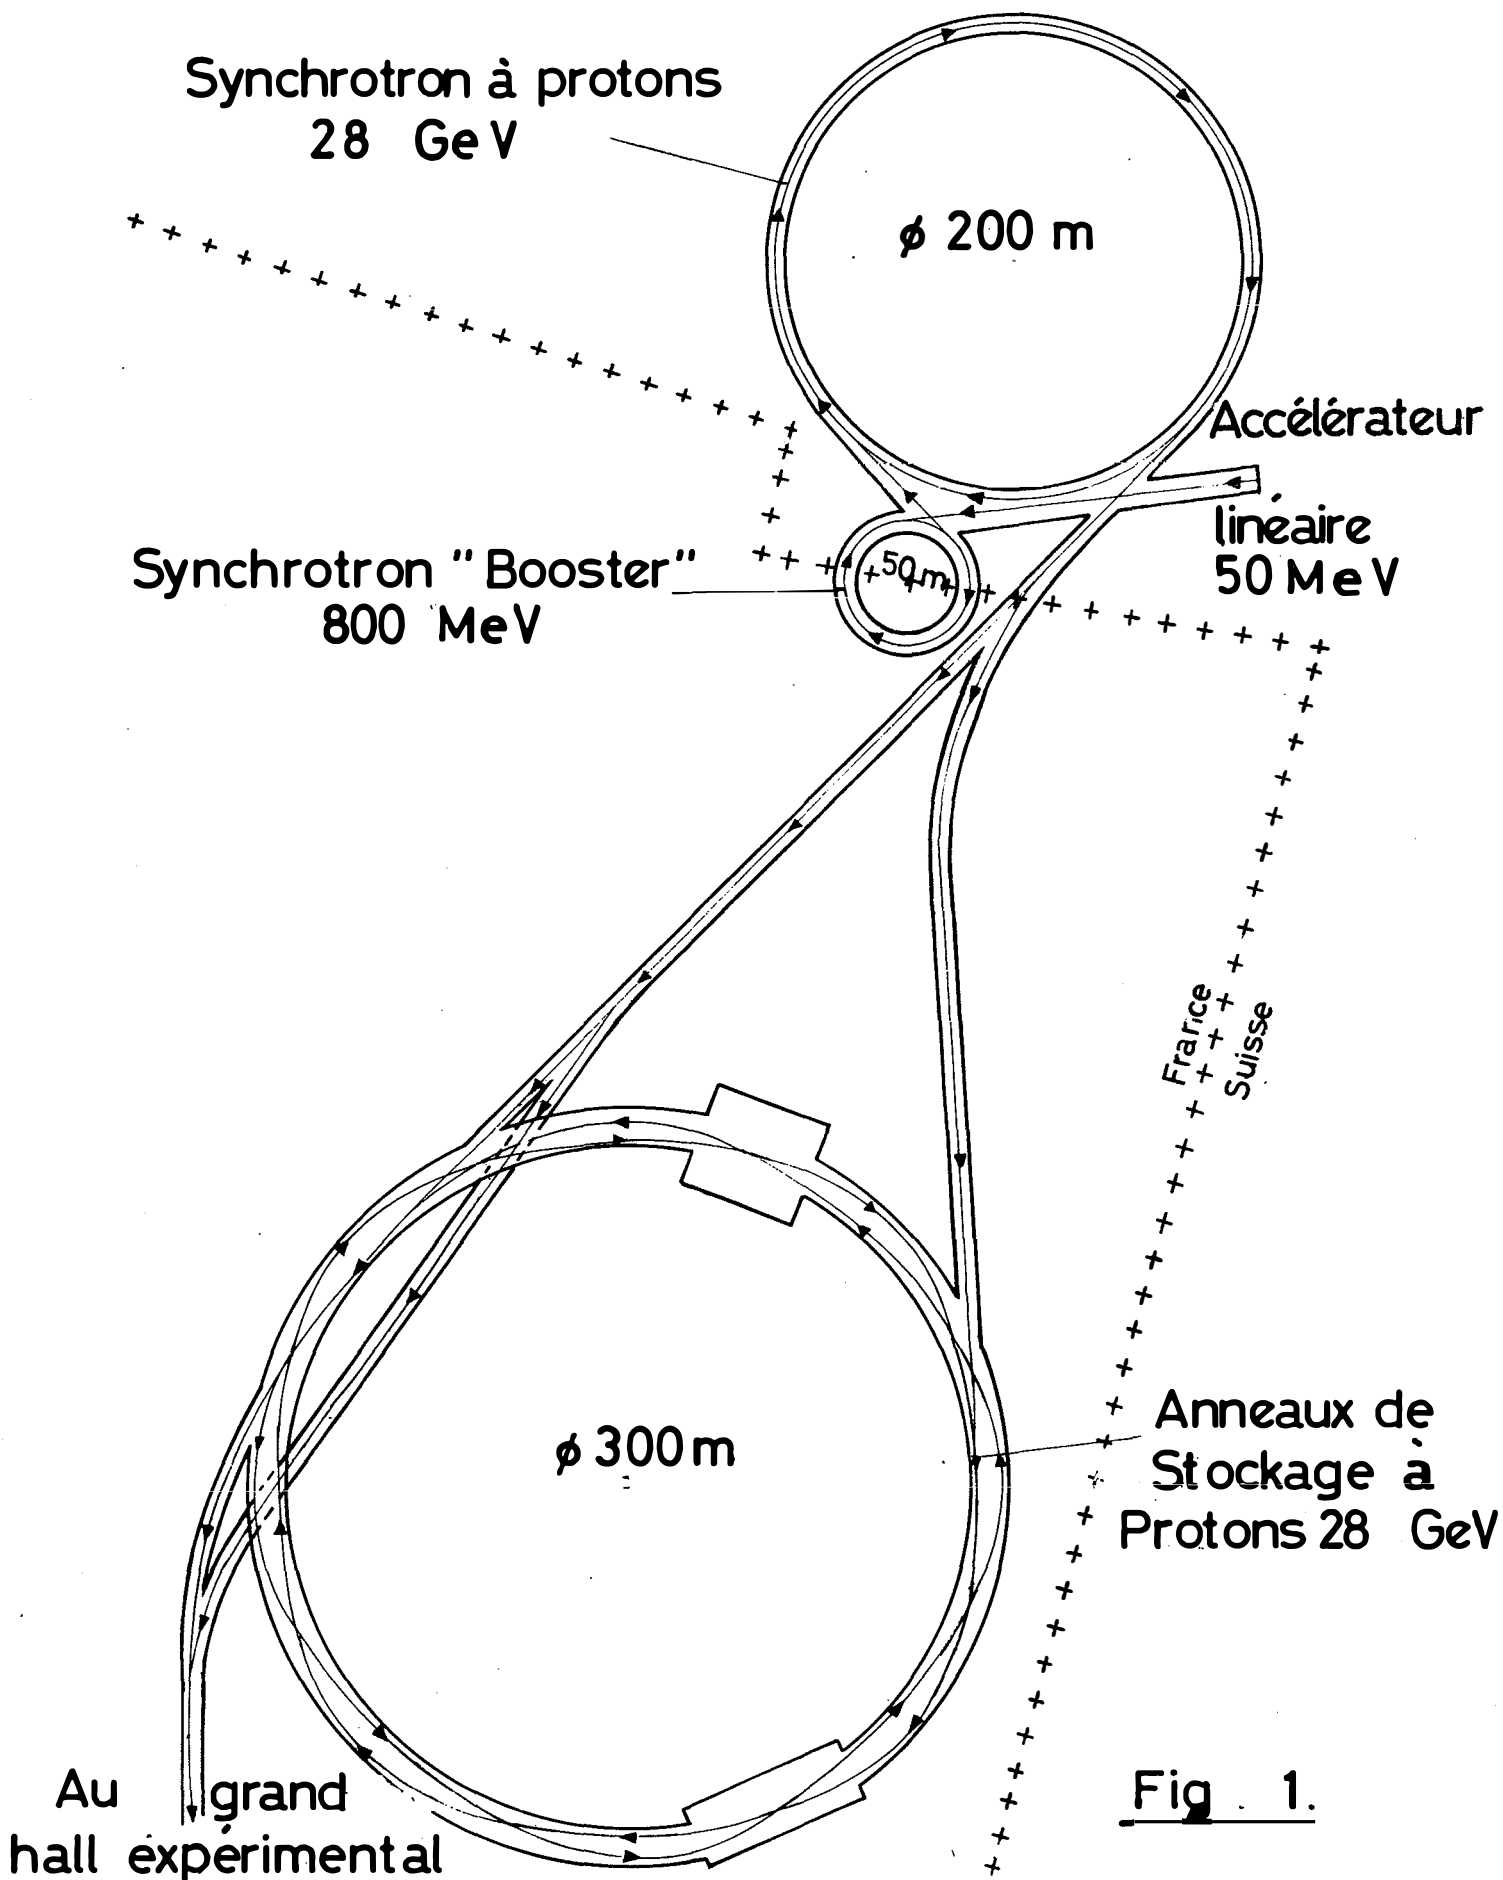 Synchrotron à protons
28 GeV
ϕ 200 m
Accélérateur
linéaire
50 MeV
Synchrotron "Booster"
800 MeV
50 m
France
Suisse
ϕ 300 m
Anneaux de
Stockage à
Protons 28 GeV
Au grand
hall expérimental
Fig. 1.